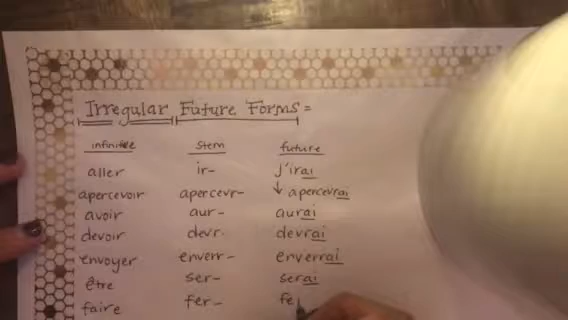 Irregular Future Forms =
infinitive stem future
aller ir- j'irai
apercevoir apercevr- ↓ apercevrai
avoir aur- aurai
devoir devr- devrai
envoyer enverr- enverrai
être ser- serai
faire fer- fe